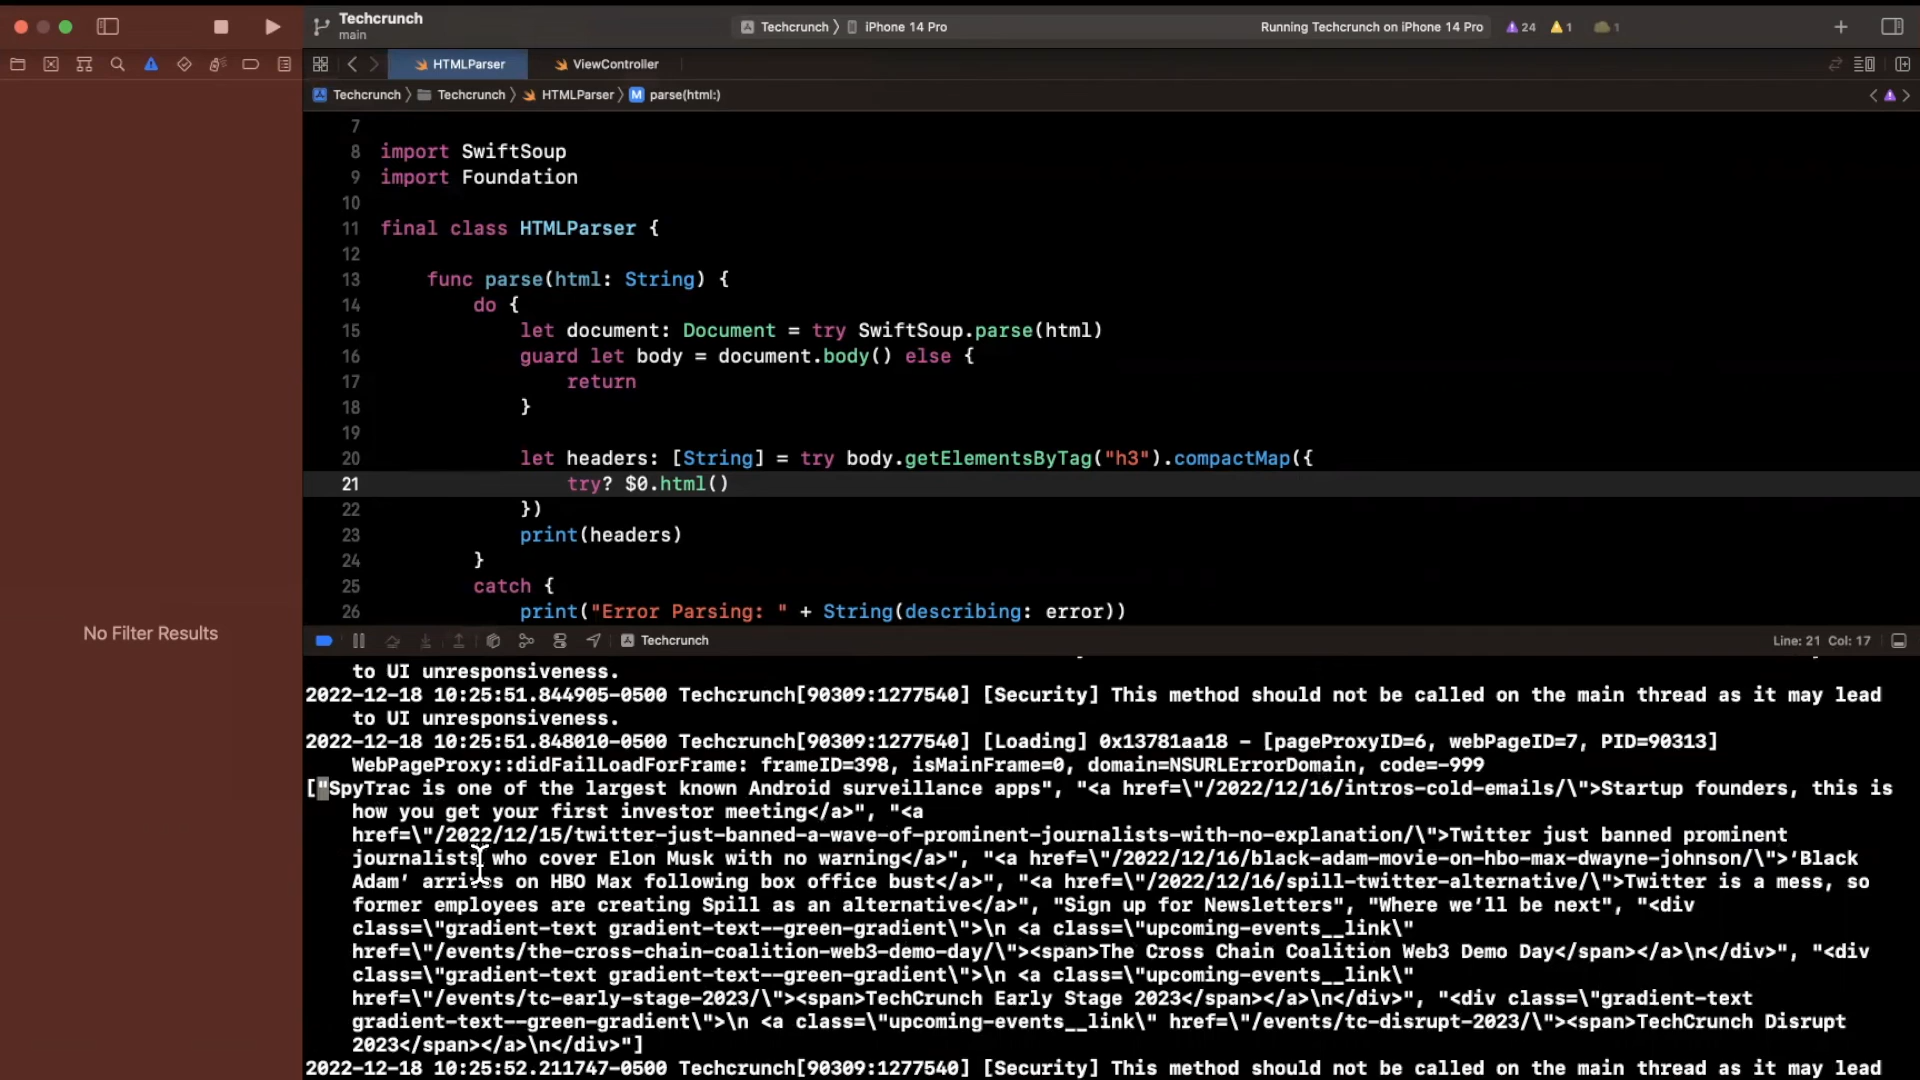 Techcrunch
main
Techcrunch 〉 iPhone 14 Pro
Running Techcrunch on iPhone 14 Pro
24
1
1
HTMLParser
ViewController
Techcrunch 〉 Techcrunch 〉 HTMLParser 〉 M parse(html:)
7
8 import SwiftSoup
9 import Foundation
10
11 final class HTMLParser {
12
13 func parse(html: String) {
14 do {
15 let document: Document = try SwiftSoup.parse(html)
16 guard let body = document.body() else {
17 return
18 }
19
20 let headers: [String] = try body.getElementsByTag("h3").compactMap({
21 try? $0.html()
22 })
23 print(headers)
24 }
25 catch {
26 print("Error Parsing: " + String(describing: error))
No Filter Results
Techcrunch
Line: 21 Col: 17
to UI unresponsiveness.
2022-12-18 10:25:51.844905-0500 Techcrunch[90309:1277540] [Security] This method should not be called on the main thread as it may lead
to UI unresponsiveness.
2022-12-18 10:25:51.848010-0500 Techcrunch[90309:1277540] [Loading] 0x13781aa18 - [pageProxyID=6, webPageID=7, PID=90313]
WebPageProxy::didFailLoadForFrame: frameID=398, isMainFrame=0, domain=NSURLErrorDomain, code=-999
["SpyTrac is one of the largest known Android surveillance apps", "<a href=\"/2022/12/16/intros-cold-emails/\">Startup founders, this is
how you get your first investor meeting</a>", "<a
href=\"/2022/12/15/twitter-just-banned-a-wave-of-prominent-journalists-with-no-explanation/\">Twitter just banned prominent
journalists who cover Elon Musk with no warning</a>", "<a href=\"/2022/12/16/black-adam-movie-on-hbo-max-dwayne-johnson/\">‘Black
Adam’ arrives on HBO Max following box office bust</a>", "<a href=\"/2022/12/16/spill-twitter-alternative/\">Twitter is a mess, so
former employees are creating Spill as an alternative</a>", "Sign up for Newsletters", "Where we’ll be next", "<div
class=\"gradient-text gradient-text--green-gradient\">\n <a class=\"upcoming-events__link\"
href=\"/events/the-cross-chain-coalition-web3-demo-day/\"><span>The Cross Chain Coalition Web3 Demo Day</span></a>\n</div>", "<div
class=\"gradient-text gradient-text--green-gradient\">\n <a class=\"upcoming-events__link\"
href=\"/events/tc-early-stage-2023/\"><span>TechCrunch Early Stage 2023</span></a>\n</div>", "<div class=\"gradient-text
gradient-text--green-gradient\">\n <a class=\"upcoming-events__link\" href=\"/events/tc-disrupt-2023/\"><span>TechCrunch Disrupt
2023</span></a>\n</div>"]
2022-12-18 10:25:52.211747-0500 Techcrunch[90309:1277540] [Security] This method should not be called on the main thread as it may lead